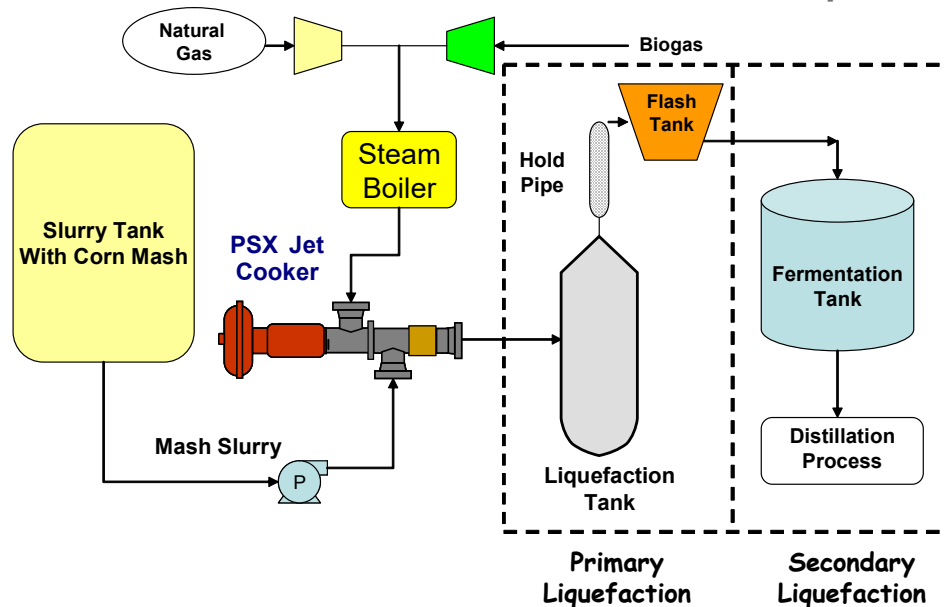 Natural
Gas
Biogas
Flash
Tank
Steam
Boiler
Hold
Pipe
Slurry Tank
With Corn Mash
PSX Jet
Cooker
Fermentation
Tank
Mash Slurry
P
Liquefaction
Tank
Distillation
Process
Primary
Liquefaction
Secondary
Liquefaction